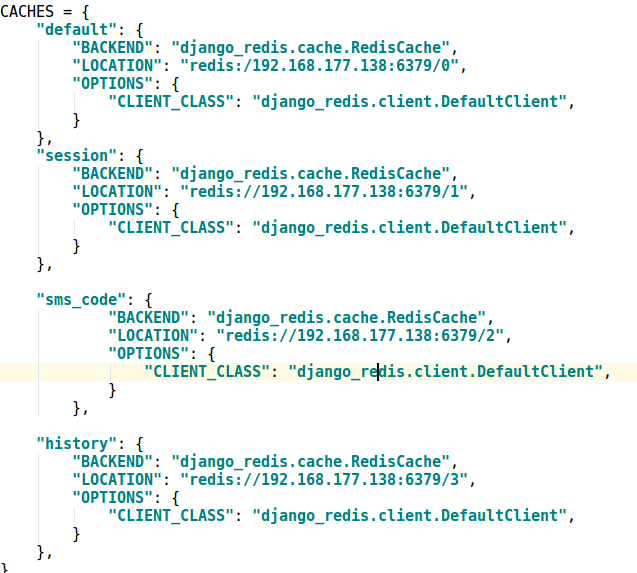 CACHES = {
    "default": {
        "BACKEND": "django_redis.cache.RedisCache",
        "LOCATION": "redis:/192.168.177.138:6379/0",
        "OPTIONS": {
            "CLIENT_CLASS": "django_redis.client.DefaultClient",
        }
    },
    "session": {
        "BACKEND": "django_redis.cache.RedisCache",
        "LOCATION": "redis://192.168.177.138:6379/1",
        "OPTIONS": {
            "CLIENT_CLASS": "django_redis.client.DefaultClient",
        }
    },

    "sms_code": {
            "BACKEND": "django_redis.cache.RedisCache",
            "LOCATION": "redis://192.168.177.138:6379/2",
            "OPTIONS": {
                "CLIENT_CLASS": "django_redis.client.DefaultClient",
            }
        },

    "history": {
        "BACKEND": "django_redis.cache.RedisCache",
        "LOCATION": "redis://192.168.177.138:6379/3",
        "OPTIONS": {
            "CLIENT_CLASS": "django_redis.client.DefaultClient",
        }
    },
}